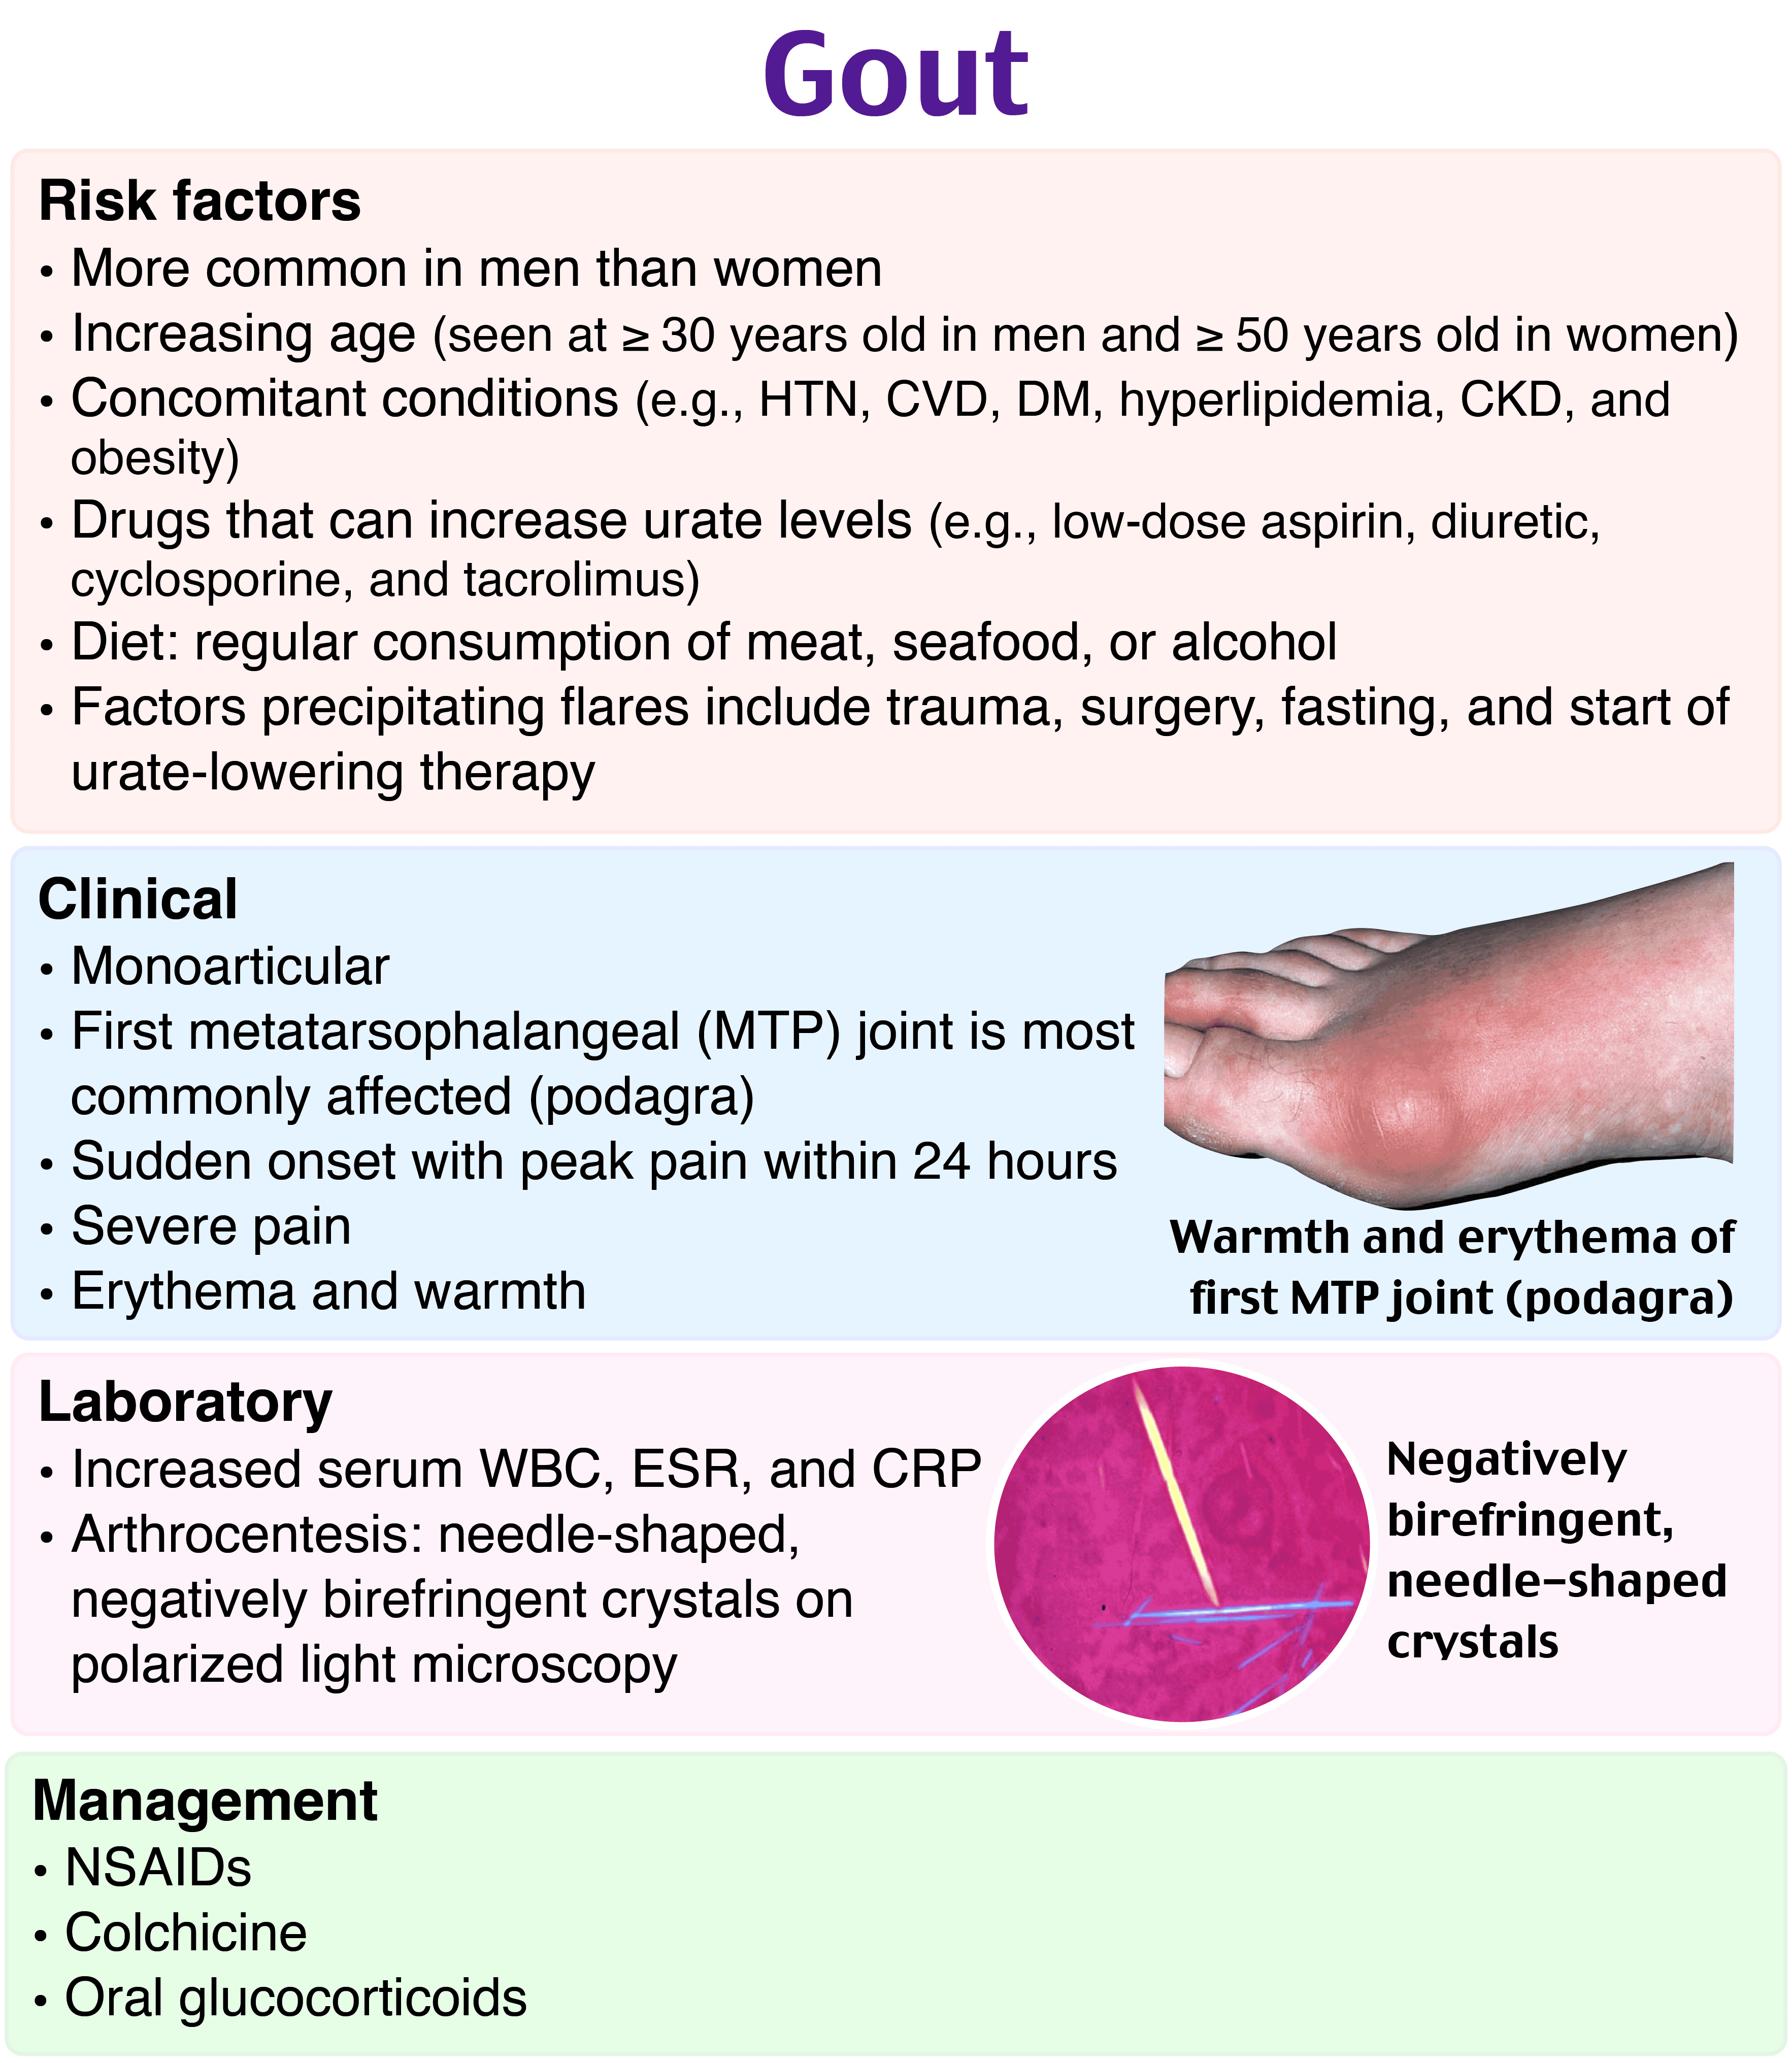 Gout
Risk factors
• More common in men than women
• Increasing age (seen at ≥ 30 years old in men and ≥ 50 years old in women)
• Concomitant conditions (e.g., HTN, CVD, DM, hyperlipidemia, CKD, and
obesity)
• Drugs that can increase urate levels (e.g., low-dose aspirin, diuretic,
cyclosporine, and tacrolimus)
• Diet: regular consumption of meat, seafood, or alcohol
• Factors precipitating flares include trauma, surgery, fasting, and start of
urate-lowering therapy
Clinical
• Monoarticular
• First metatarsophalangeal (MTP) joint is most
commonly affected (podagra)
• Sudden onset with peak pain within 24 hours
• Severe pain
• Erythema and warmth
Warmth and erythema of
first MTP joint (podagra)
Laboratory
• Increased serum WBC, ESR, and CRP
• Arthrocentesis: needle-shaped,
negatively birefringent crystals on
polarized light microscopy
Negatively
birefringent,
needle-shaped
crystals
Management
• NSAIDs
• Colchicine
• Oral glucocorticoids